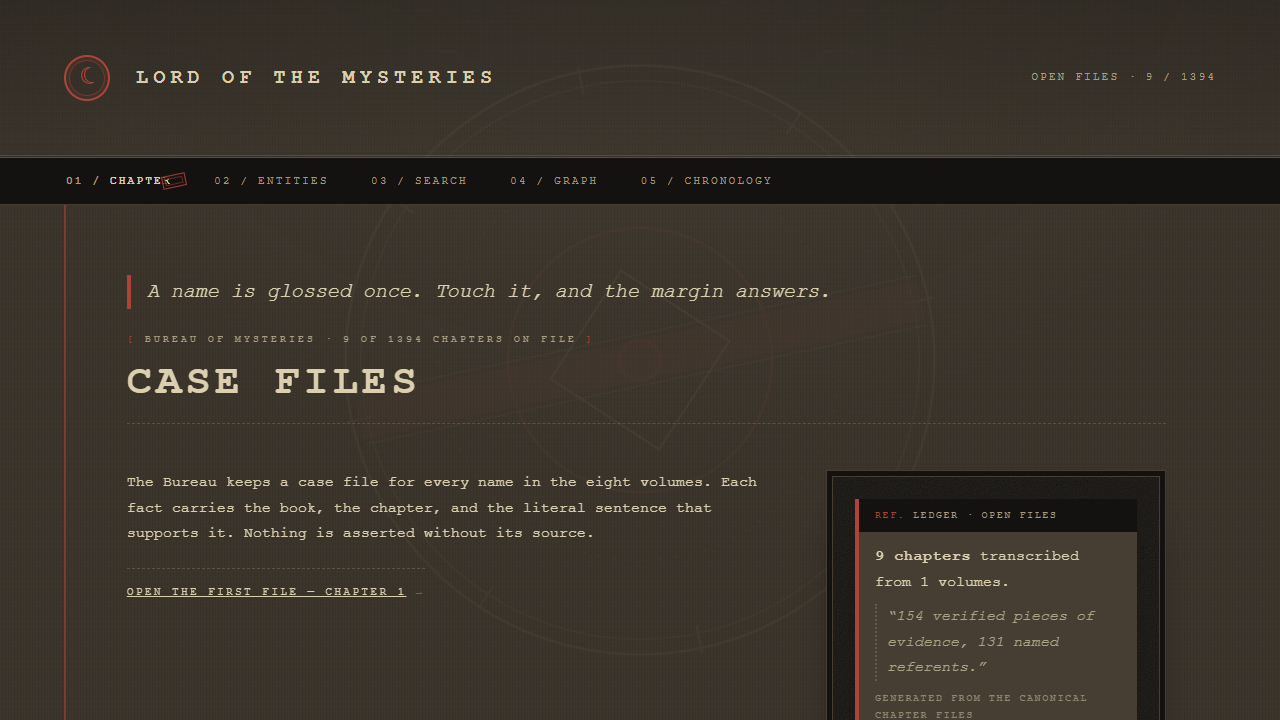 LORD OF THE MYSTERIES
OPEN FILES · 9 / 1394
01 / CHAPTER
02 / ENTITIES
03 / SEARCH
04 / GRAPH
05 / CHRONOLOGY
A name is glossed once. Touch it, and the margin answers.
[ BUREAU OF MYSTERIES · 9 OF 1394 CHAPTERS ON FILE ]
CASE FILES
The Bureau keeps a case file for every name in the eight volumes. Each
fact carries the book, the chapter, and the literal sentence that
supports it. Nothing is asserted without its source.
OPEN THE FIRST FILE — CHAPTER 1 →
REF. LEDGER · OPEN FILES
9 chapters transcribed
from 1 volumes.
“154 verified pieces of
evidence, 131 named
referents.”
GENERATED FROM THE CANONICAL
CHAPTER FILES